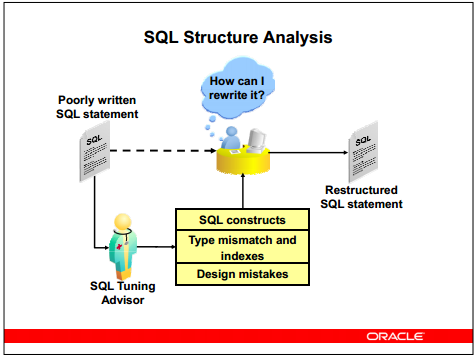 SQL Structure Analysis
How can I
rewrite it?
Poorly written
SQL statement
SQL
SQL
Restructured
SQL statement
SQL constructs
Type mismatch and
indexes
Design mistakes
SQL Tuning
Advisor
ORACLE